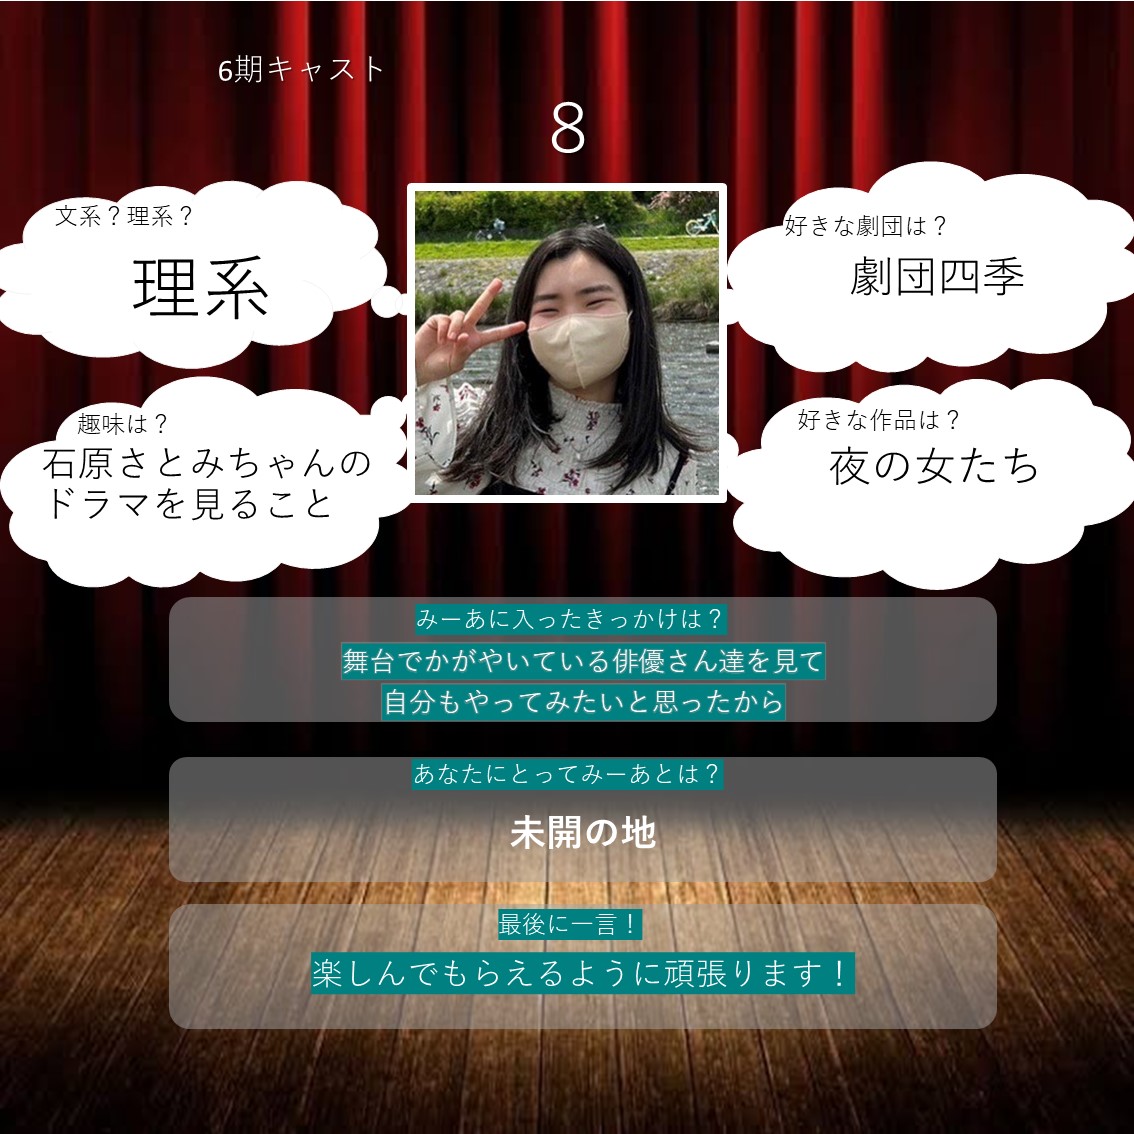 6期キャスト
8
文系？理系？
理系
好きな劇団は？
劇団四季
趣味は？
石原さとみちゃんの
ドラマを見ること
好きな作品は？
夜の女たち
みーあに入ったきっかけは？
舞台でかがやいている俳優さん達を見て
自分もやってみたいと思ったから
あなたにとってみーあとは？
未開の地
最後に一言！
楽しんでもらえるように頑張ります！